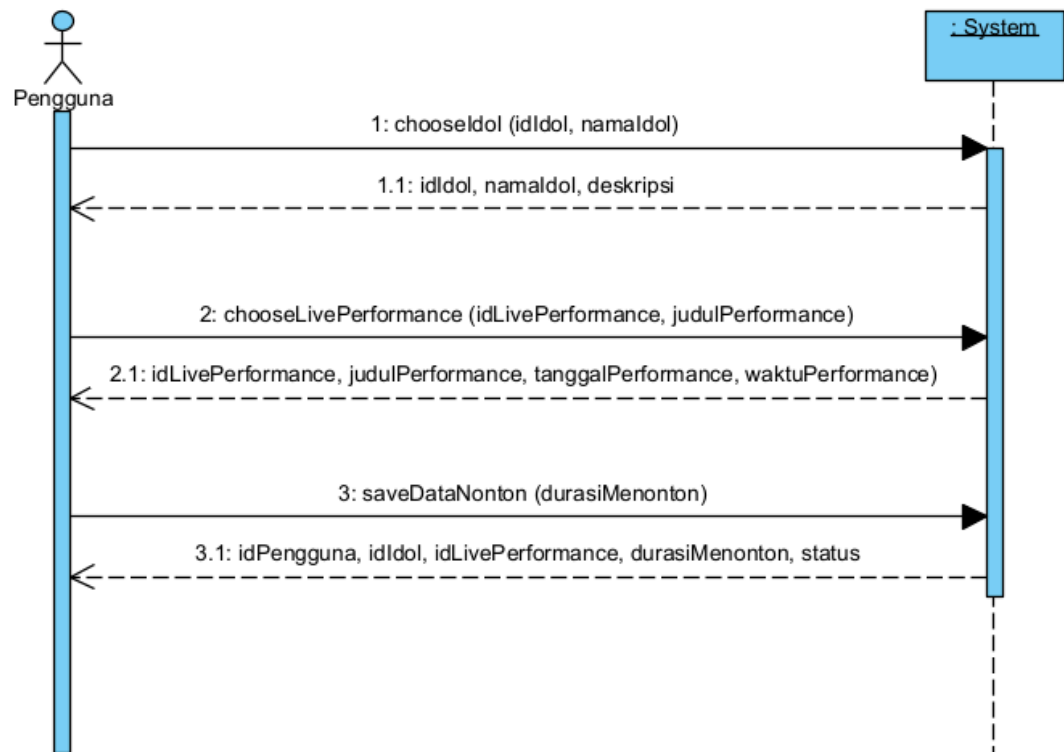 : System
Pengguna
1: chooseIdol (idIdol, namaIdol)
1.1: idIdol, namaIdol, deskripsi
2: chooseLivePerformance (idLivePerformance, judulPerformance)
2.1: idLivePerformance, judulPerformance, tanggalPerformance, waktuPerformance)
3: saveDataNonton (durasiMenonton)
3.1: idPengguna, idIdol, idLivePerformance, durasiMenonton, status